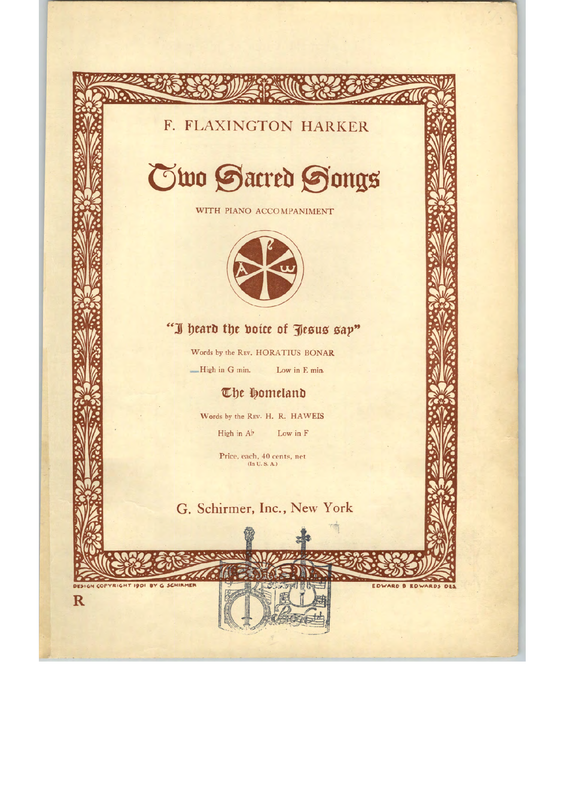 F. FLAXINGTON HARKER
Two Sacred Songs
WITH PIANO ACCOMPANIMENT
A P ω
"I heard the voice of Jesus say"
Words by the REV. HORATIUS BONAR
High in G min. Low in E min.
The Homeland
Words by the REV. H. R. HAWEIS
High in A♭ Low in F
Price, each, 40 cents, net
(In U. S. A.)
G. Schirmer, Inc., New York
DESIGN COPYRIGHT 1901 BY G SCHIRMER EDWARD B EDWARDS DES.
R